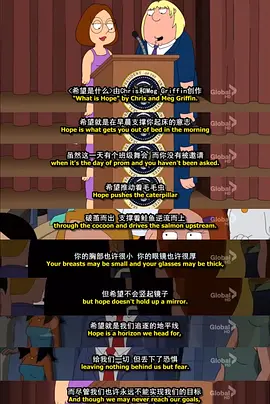 《希望是什么》由Chris和Meg Griffin创作
"What is Hope" by Chris and Meg Griffin.
希望就是在早晨支撑你起床的意志
Hope is what gets you out of bed in the morning
虽然这一天有个班级舞会 而你没有被邀请
when it's the day of prom and you haven't been asked.
希望推动着毛毛虫
Hope pushes the caterpillar
破茧而出 支撑着鲑鱼逆流而上
through the cocoon and drives the salmon upstream.
你的胸部也许很小 你的眼镜也许很厚
Your breasts may be small and your glasses may be thick,
但希望不会竖起镜子
but hope doesn't hold up a mirror.
希望就是我们追逐的地平线
Hope is a horizon we head for,
给我们一切 但丢下了恐惧
leaving nothing behind us but fear.
而尽管我们也许永远不能实现我们的目标
And though we may never reach our goals,
Global
Global
Global
Global
Global